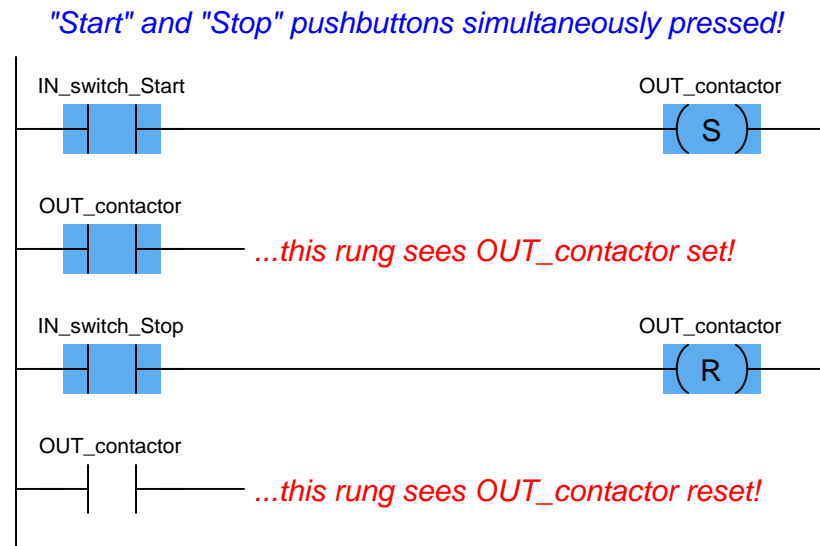 "Start" and "Stop" pushbuttons simultaneously pressed!
IN_switch_Start OUT_contactor
S
OUT_contactor
...this rung sees OUT_contactor set!
IN_switch_Stop OUT_contactor
R
OUT_contactor
...this rung sees OUT_contactor reset!